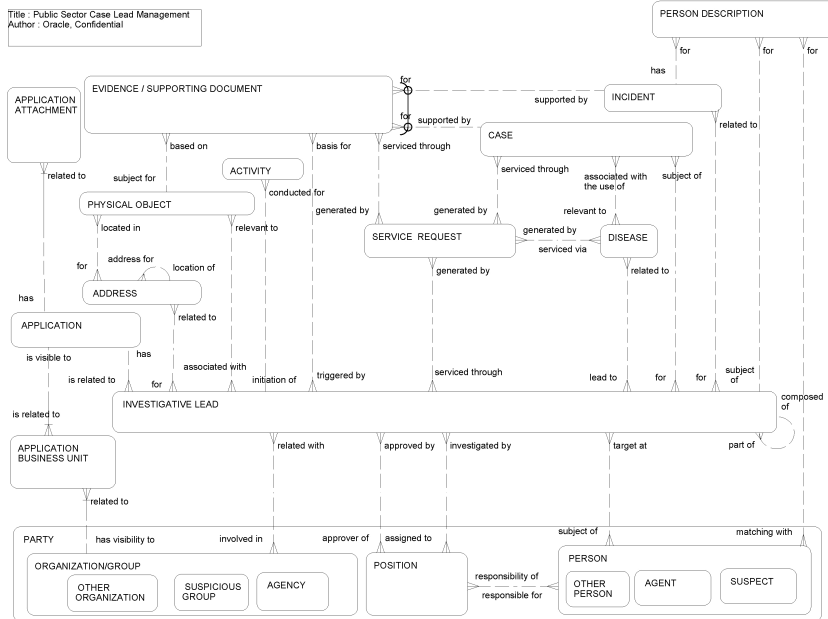 Title : Public Sector Case Lead Management
Author : Oracle, Confidential
PERSON DESCRIPTION
for
for
for
has
EVIDENCE / SUPPORTING DOCUMENT
for
supported by
INCIDENT
APPLICATION
ATTACHMENT
for
supported by
related to
CASE
based on
basis for
serviced through
related to
subject for
ACTIVITY
conducted for
serviced through
associated with
the use of
subject of
PHYSICAL OBJECT
located in
relevant to
generated by
generated by
relevant to
SERVICE REQUEST
generated by
serviced via
DISEASE
for
address for
location of
generated by
related to
ADDRESS
has
related to
APPLICATION
is visible to
has
is related to
for
associated with
initiation of
triggered by
serviced through
lead to
for
for
subject
of
composed
of
INVESTIGATIVE LEAD
is related to
APPLICATION
BUSINESS UNIT
related with
approved by
investigated by
target at
part of
related to
PARTY
has visibility to
involved in
approver of
assigned to
subject of
matching with
ORGANIZATION/GROUP
OTHER
ORGANIZATION
SUSPICIOUS
GROUP
AGENCY
POSITION
responsibility of
responsible for
PERSON
OTHER
PERSON
AGENT
SUSPECT